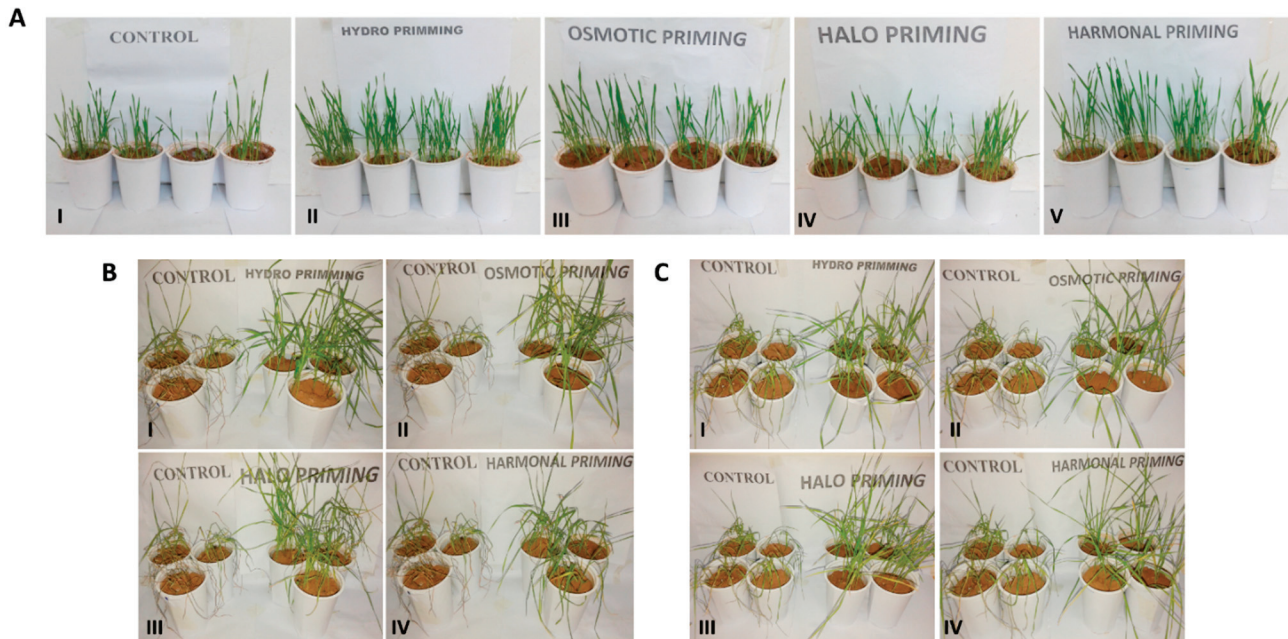 A
CONTROL
I
HYDRO PRIMMING
II
OSMOTIC PRIMING
III
HALO PRIMING
IV
HARMONAL PRIMING
V
B
CONTROL HYDRO PRIMMING
I
CONTROL OSMOTIC PRIMING
II
CONTROL HALO PRIMING
III
CONTROL HARMONAL PRIMING
IV
C
CONTROL HYDRO PRIMMING
I
CONTROL OSMOTIC PRIMING
II
CONTROL HALO PRIMING
III
CONTROL HARMONAL PRIMING
IV